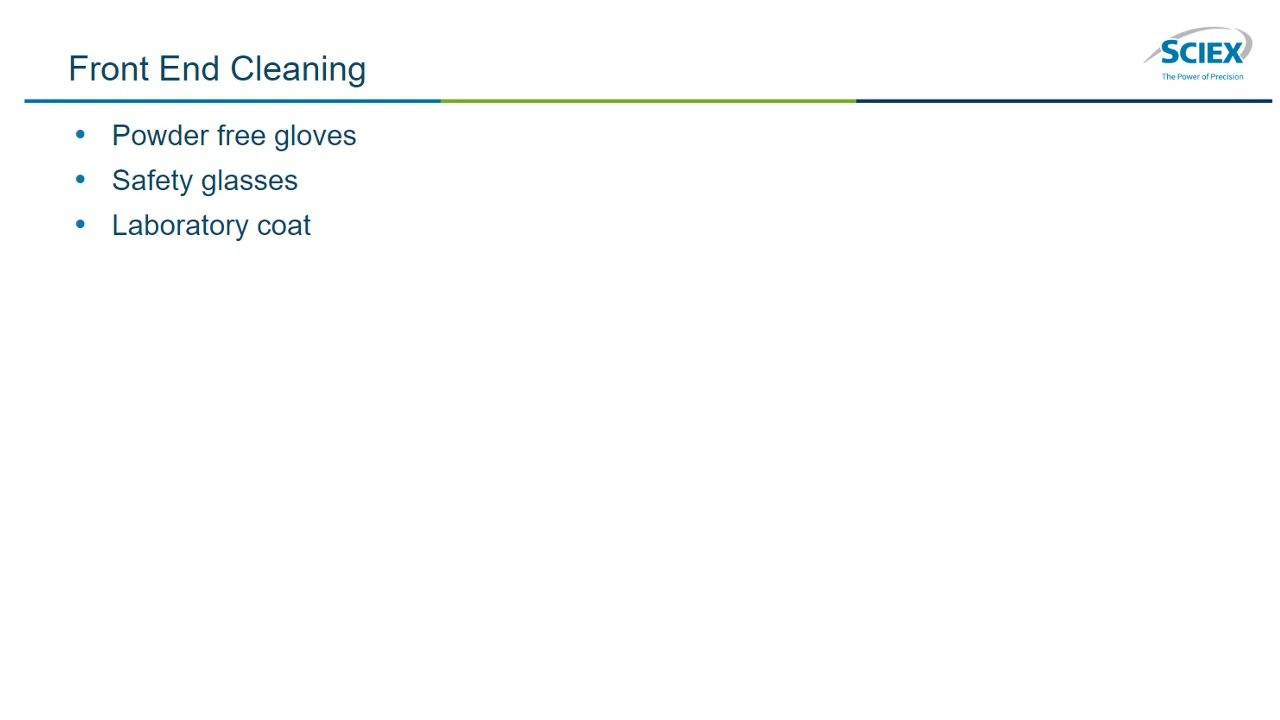 Front End Cleaning
SCIEX
The Power of Precision
• Powder free gloves
• Safety glasses
• Laboratory coat